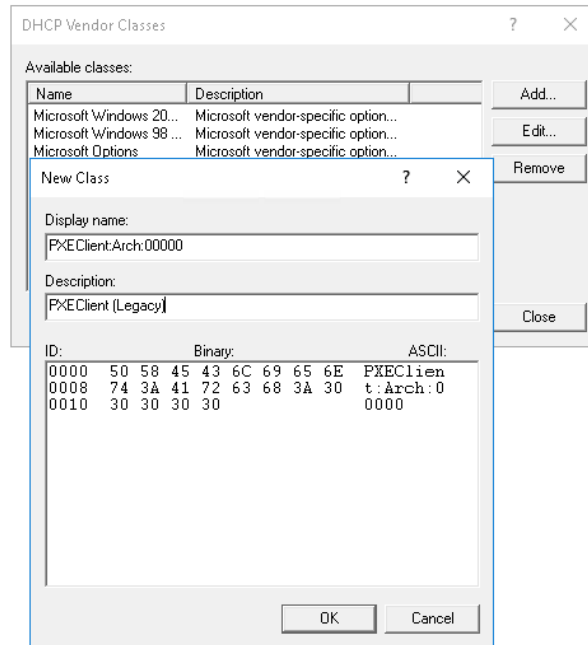 DHCP Vendor Classes ? ×
Available classes:
Name Description
Add...
Microsoft Windows 20... Microsoft vendor-specific option...
Microsoft Windows 98 ... Microsoft vendor-specific option...
Edit...
Microsoft Options Microsoft vendor-specific option...
Remove
New Class ? ×
Display name:
PXEClient:Arch:00000
Description:
PXEClient (Legacy)
Close
ID: Binary: ASCII:
0000 50 58 45 43 6C 69 65 6E PXEClien
0008 74 3A 41 72 63 68 3A 30 t:Arch:0
0010 30 30 30 30 0000
OK Cancel